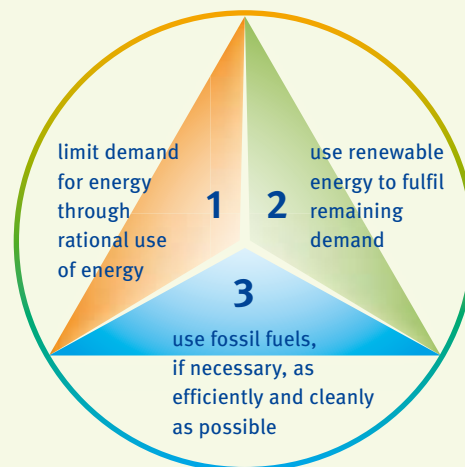 limit demand
for energy
through
rational use
of energy
1
2
use renewable
energy to fulfil
remaining
demand
3
use fossil fuels,
if necessary, as
efficiently and cleanly
as possible